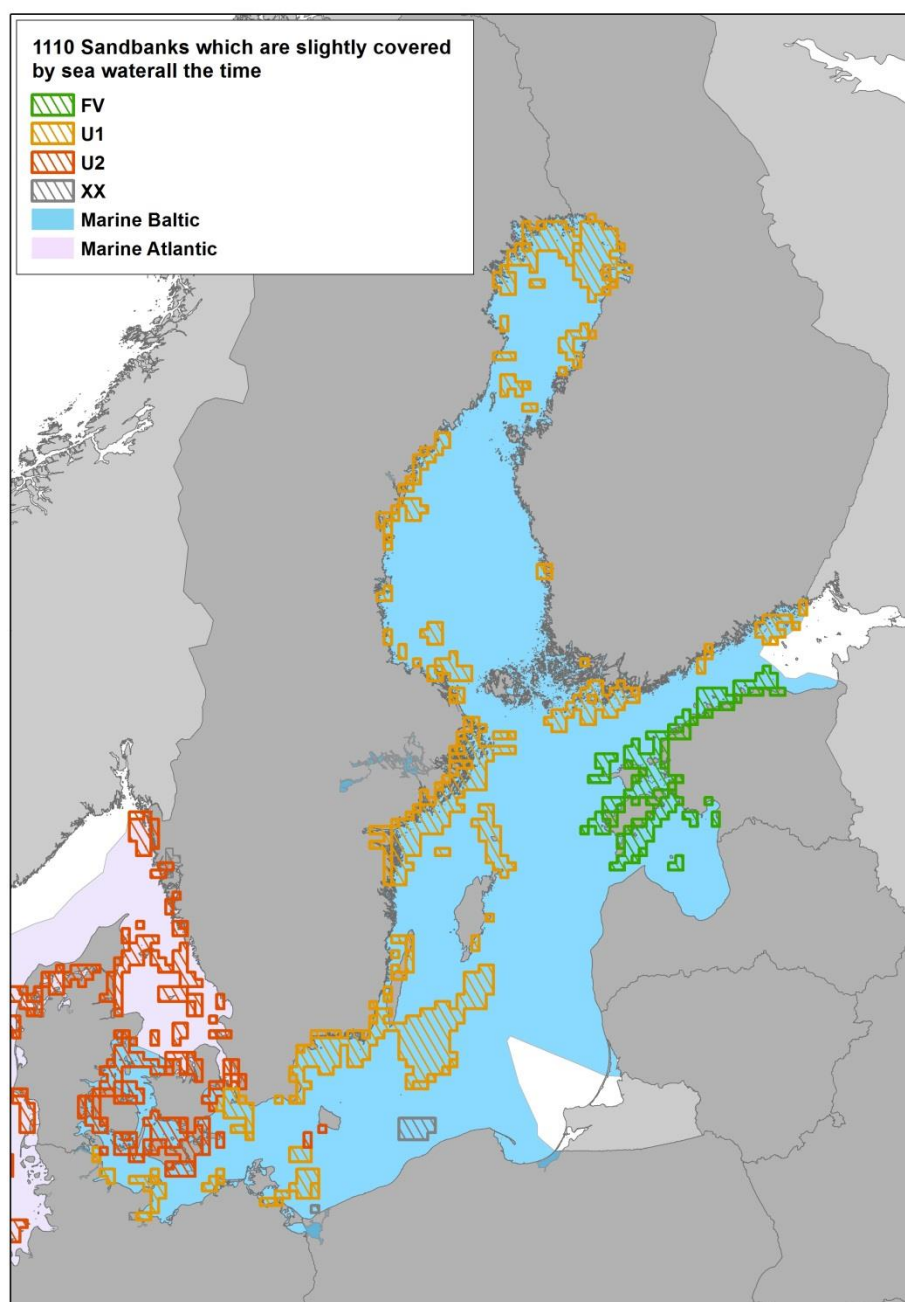 1110 Sandbanks which are slightly covered
by sea waterall the time
FV
U1
U2
XX
Marine Baltic
Marine Atlantic